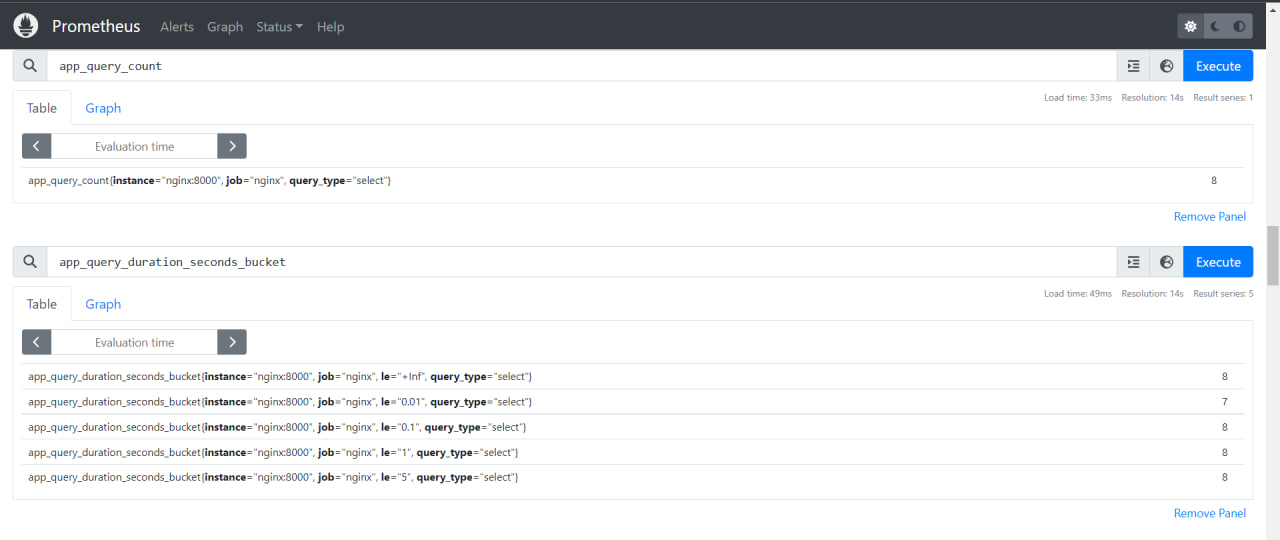 Prometheus Alerts Graph Status Help
app_query_count Execute
Table Graph Load time: 33ms Resolution: 14s Result series: 1
Evaluation time
app_query_count{instance="nginx:8000", job="nginx", query_type="select"} 8
Remove Panel
app_query_duration_seconds_bucket Execute
Table Graph Load time: 49ms Resolution: 14s Result series: 5
Evaluation time
app_query_duration_seconds_bucket{instance="nginx:8000", job="nginx", le="+Inf", query_type="select"} 8
app_query_duration_seconds_bucket{instance="nginx:8000", job="nginx", le="0.01", query_type="select"} 7
app_query_duration_seconds_bucket{instance="nginx:8000", job="nginx", le="0.1", query_type="select"} 8
app_query_duration_seconds_bucket{instance="nginx:8000", job="nginx", le="1", query_type="select"} 8
app_query_duration_seconds_bucket{instance="nginx:8000", job="nginx", le="5", query_type="select"} 8
Remove Panel